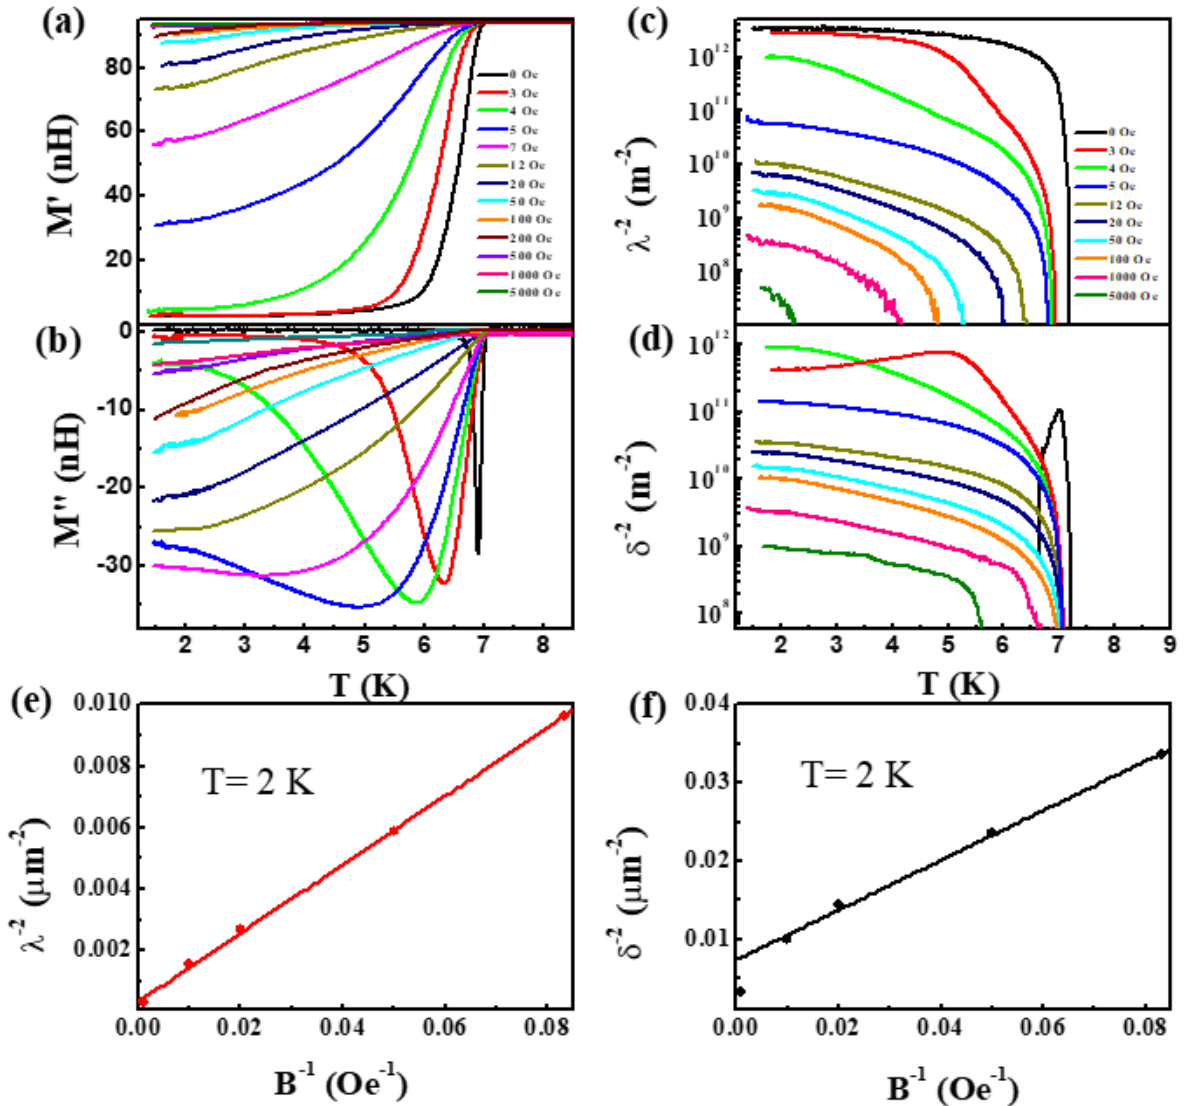 (a)
M' (nH)
80
60
40
20
0 Oe
3 Oe
4 Oe
5 Oe
7 Oe
12 Oe
20 Oe
50 Oe
100 Oe
200 Oe
500 Oe
1000 Oe
5000 Oe
(b)
M'' (nH)
0
-10
-20
-30
2 3 4 5 6 7 8
T (K)
(c)
λ⁻² (m⁻²)
10¹²
10¹¹
10¹⁰
10⁹
10⁸
0 Oe
3 Oe
4 Oe
5 Oe
12 Oe
20 Oe
50 Oe
100 Oe
1000 Oe
5000 Oe
(d)
δ⁻² (m⁻²)
10¹²
10¹¹
10¹⁰
10⁹
10⁸
2 3 4 5 6 7 8 9
T (K)
(e)
λ⁻² (μm⁻²)
0.010
0.008
0.006
0.004
0.002
T= 2 K
0.00 0.02 0.04 0.06 0.08
B⁻¹ (Oe⁻¹)
(f)
δ⁻² (μm⁻²)
0.04
0.03
0.02
0.01
T= 2 K
0.00 0.02 0.04 0.06 0.08
B⁻¹ (Oe⁻¹)